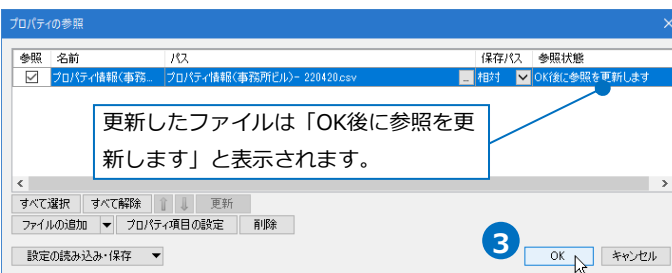 プロパティの参照
参照 名前 パス 保存パス 参照状態
プロパティ情報(事務... プロパティ情報(事務所ビル)- 220420.csv ... 相対 OK後に参照を更新します
更新したファイルは「OK後に参照を更
新します」と表示されます。
すべて選択 すべて解除 更新
ファイルの追加 プロパティ項目の設定 削除
設定の読み込み・保存 3 OK キャンセル